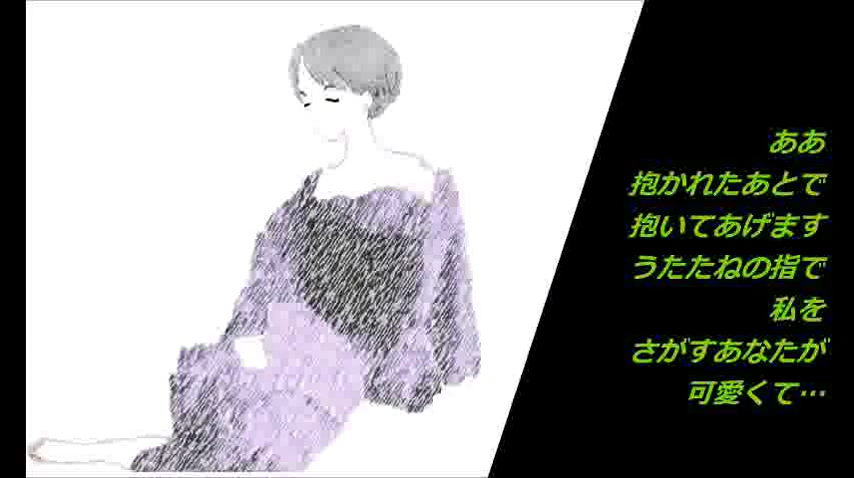 ああ
抱かれたあとで
抱いてあげます
うたたねの指で
私を
さがすあなたが
可愛くて…